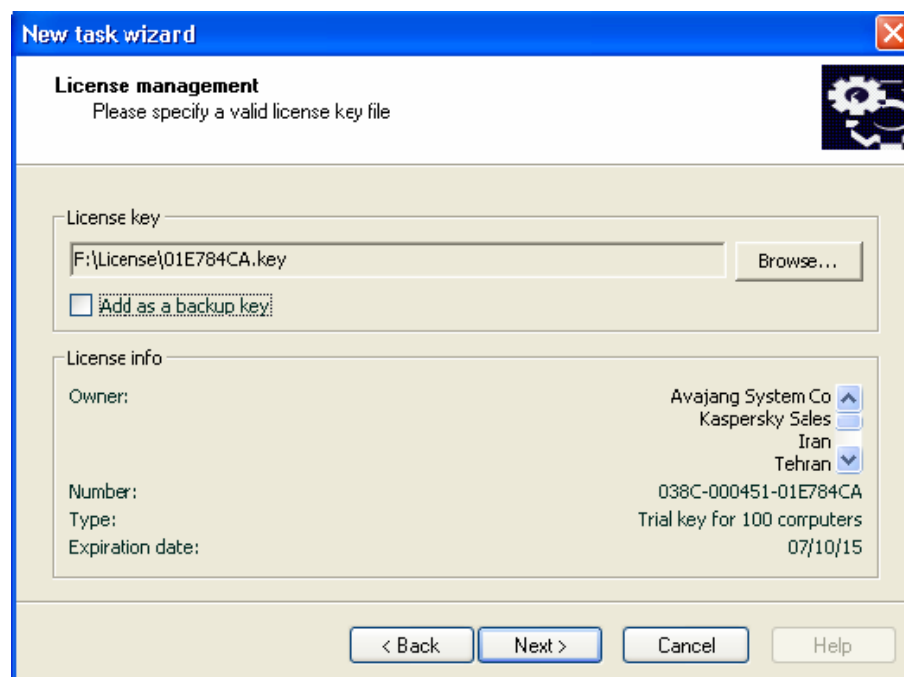 New task wizard
License management
Please specify a valid license key file
License key
F:\License\01E784CA.key
Browse...
Add as a backup key
License info
Owner:
Avajang System Co
Kaspersky Sales
Iran
Tehran
Number:
038C-000451-01E784CA
Type:
Trial key for 100 computers
Expiration date:
07/10/15
< Back
Next >
Cancel
Help